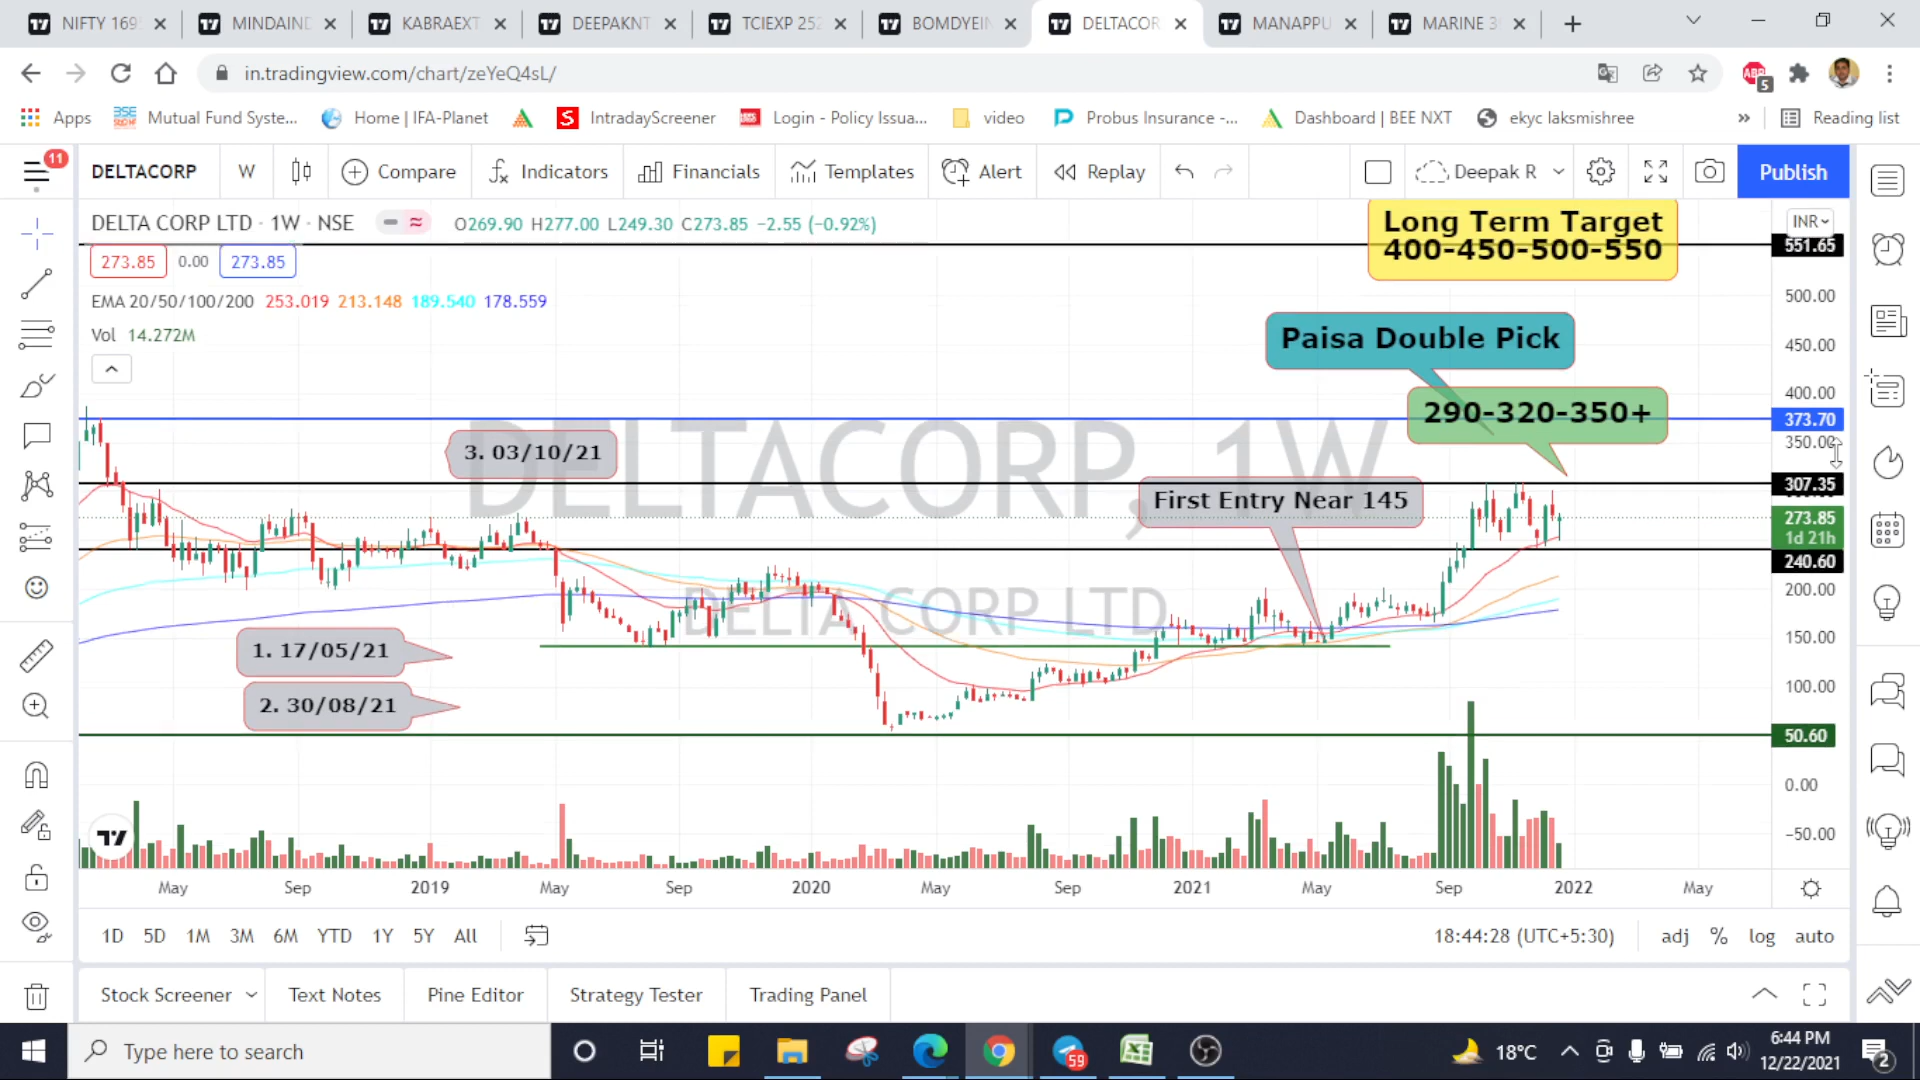 NIFTY 169
MINDAIND
KABRAEXT
DEEPAKNT
TCIEXP 25
BOMDYEIN
DELTACOR
MANAPPU
MARINE 3
in.tradingview.com/chart/zeYeQ4sL/
ABP
5
Apps
Mutual Fund Syste...
Home | IFA-Planet
S
IntradayScreener
Login - Policy Issua...
video
Probus Insurance -...
Dashboard | BEE NXT
ekyc laksmishree
»
Reading list
11
DELTACORP
W
Compare
Indicators
Financials
Templates
Alert
Replay
Deepak R
Publish
DELTA CORP LTD · 1W · NSE
O269.90 H277.00 L249.30 C273.85 −2.55 (−0.92%)
273.85 0.00 273.85
EMA 20/50/100/200 253.019 213.148 189.540 178.559
Vol 14.272M
Long Term Target
400-450-500-550
Paisa Double Pick
290-320-350+
3. 03/10/21
First Entry Near 145
1. 17/05/21
2. 30/08/21
DELTACORP, 1W
DELTA CORP LTD
INR
551.65
500.00
450.00
400.00
373.70
350.00
307.35
273.85
1d 21h
240.60
200.00
150.00
100.00
50.60
0.00
−50.00
May Sep 2019 May Sep 2020 May Sep 2021 May Sep 2022 May
1D 5D 1M 3M 6M YTD 1Y 5Y All
18:44:28 (UTC+5:30)
adj % log auto
Stock Screener
Text Notes
Pine Editor
Strategy Tester
Trading Panel
Type here to search
59
18°C
6:44 PM
12/22/2021
2